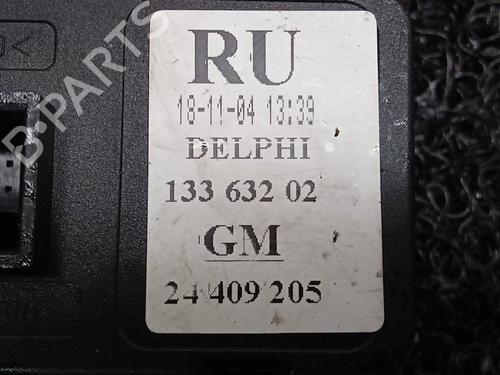 RU
18-11-04 13:39
DELPHI
133 632 02
GM
24 409 205
B-PARTS